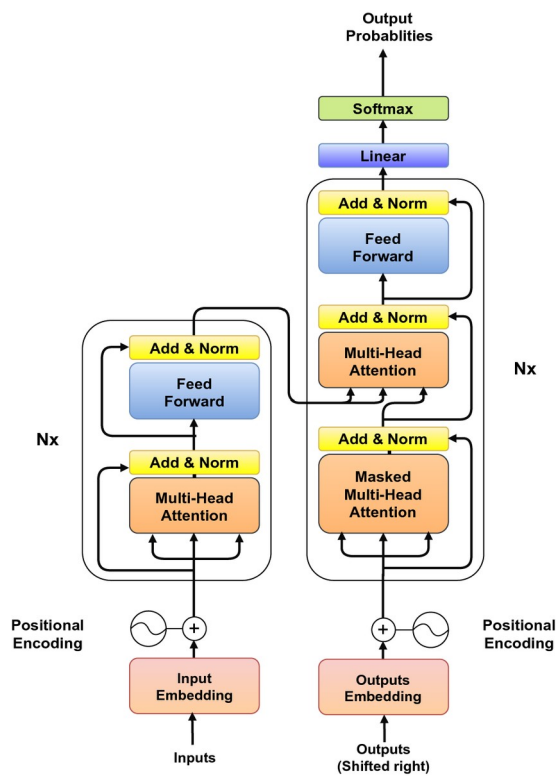 Output
Probablities
Softmax
Linear
Add & Norm
Feed
Forward
Add & Norm
Multi-Head
Attention
Nx
Add & Norm
Masked
Multi-Head
Attention
Add & Norm
Feed
Forward
Nx
Add & Norm
Multi-Head
Attention
Positional
Encoding
+
+
Positional
Encoding
Input
Embedding
Outputs
Embedding
Inputs
Outputs
(Shifted right)